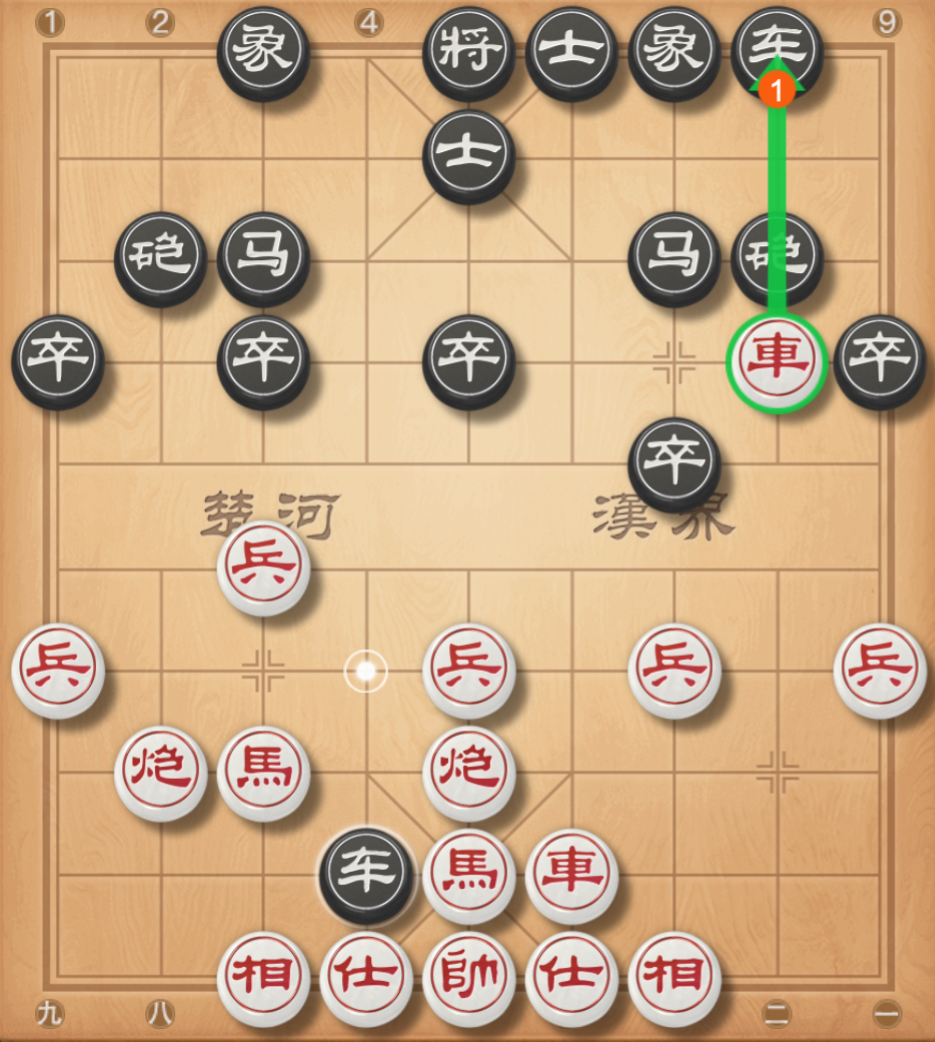 1 2 4 9
象 將 士 象 车
1
士
砲 马 马 砲
卒 卒 卒 車 卒
卒
楚河 漢界
兵
兵 兵 兵 兵
炮 馬 炮
车 馬 車
相 仕 帥 仕 相
九 八 二 一